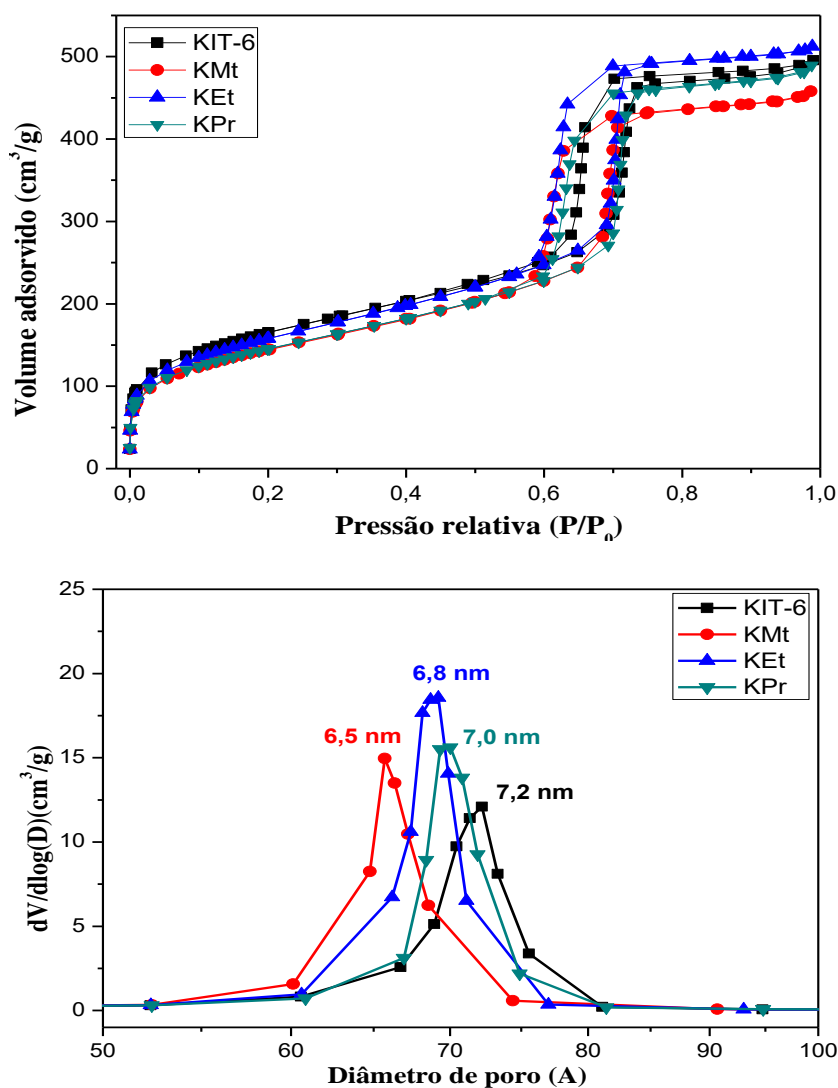 Volume adsorvido (cm³/g)
500
400
300
200
100
0
KIT-6
KMt
KEt
KPr
0,0
0,2
0,4
0,6
0,8
1,0
Pressão relativa (P/P₀)
dV/dlog(D)(cm³/g)
25
20
15
10
5
0
KIT-6
KMt
KEt
KPr
6,8 nm
6,5 nm
7,0 nm
7,2 nm
50
60
70
80
90
100
Diâmetro de poro (A)